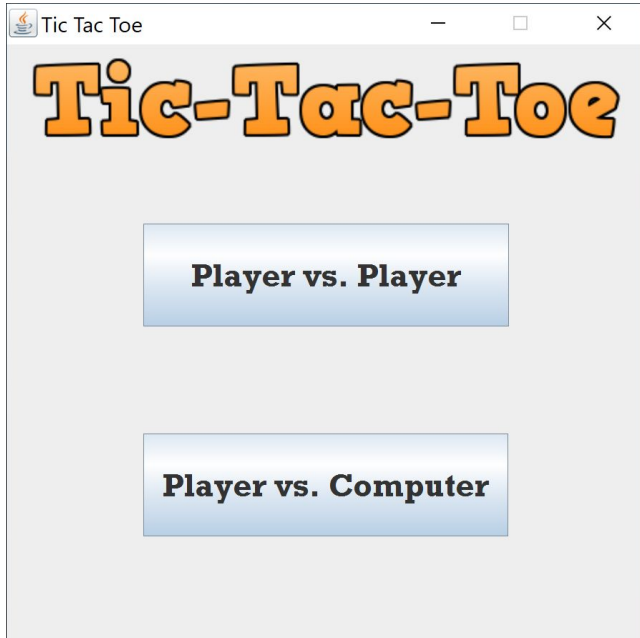 Tic Tac Toe
Tic-Tac-Toe
Player vs. Player
Player vs. Computer